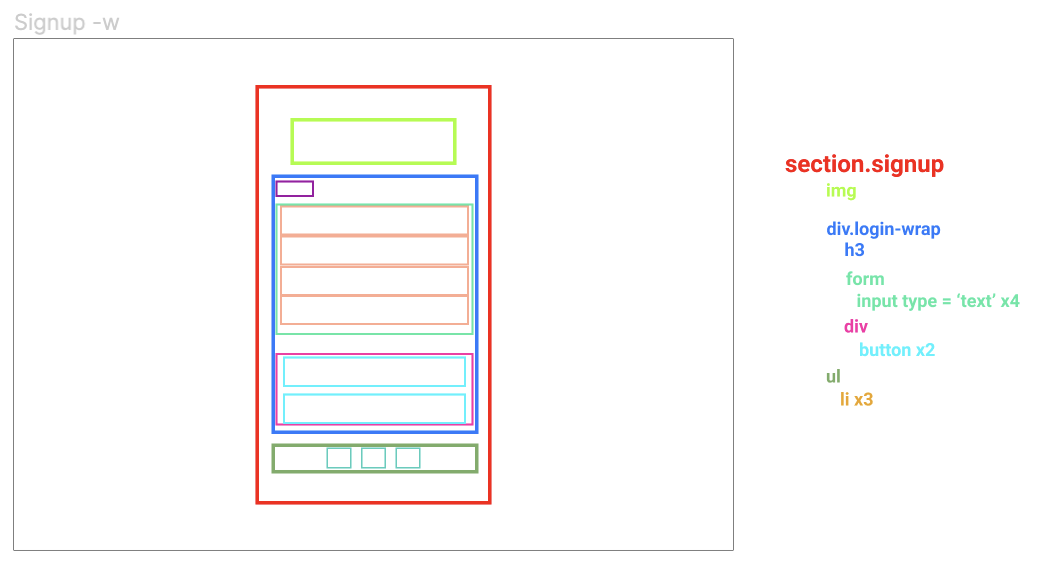 Signup -w
section.signup
img
div.login-wrap
h3
form
input type = ‘text’ x4
div
button x2
ul
li x3